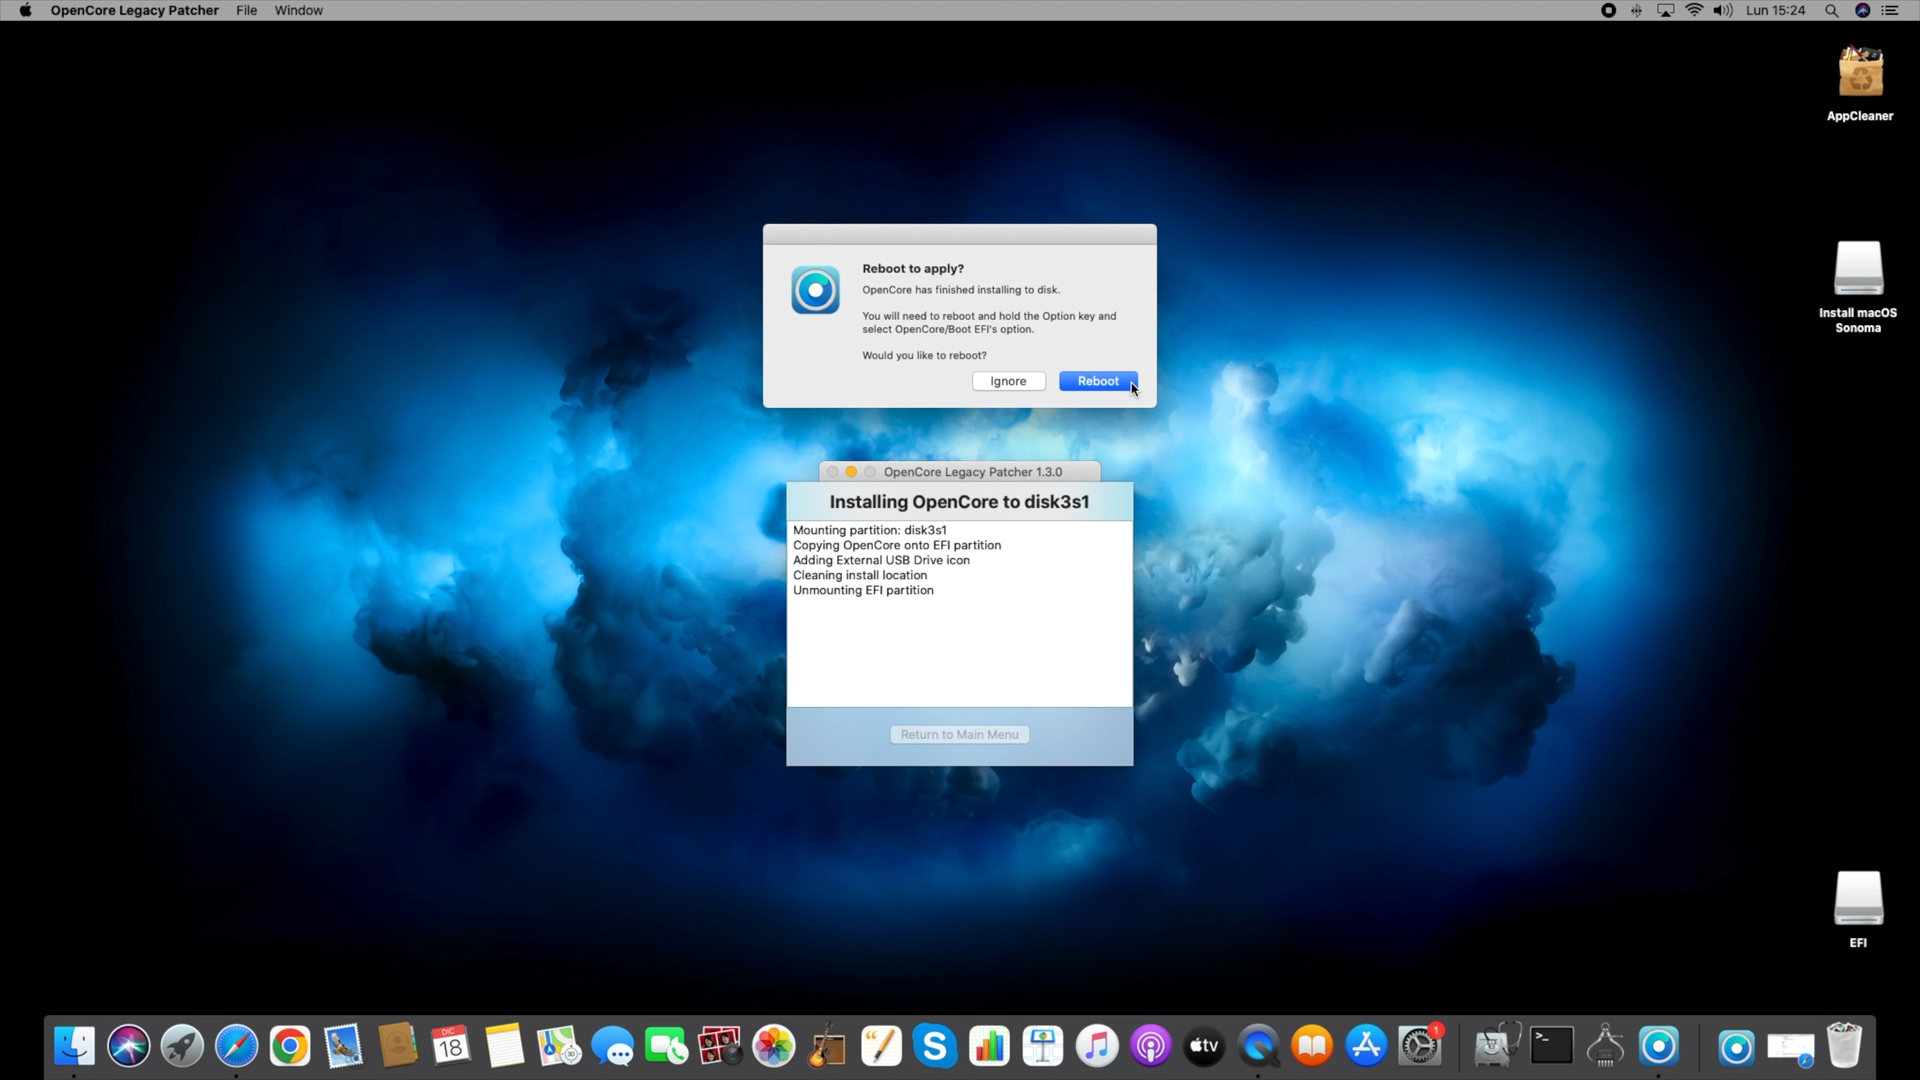 OpenCore Legacy Patcher File Window
Lun 15:24
AppCleaner
Install macOS
Sonoma
Reboot to apply?
OpenCore has finished installing to disk.
You will need to reboot and hold the Option key and
select OpenCore/Boot EFI's option.
Would you like to reboot?
Ignore Reboot
OpenCore Legacy Patcher 1.3.0
Installing OpenCore to disk3s1
Mounting partition: disk3s1
Copying OpenCore onto EFI partition
Adding External USB Drive icon
Cleaning install location
Unmounting EFI partition
Return to Main Menu
EFI
DIC
18
tv
1
>_